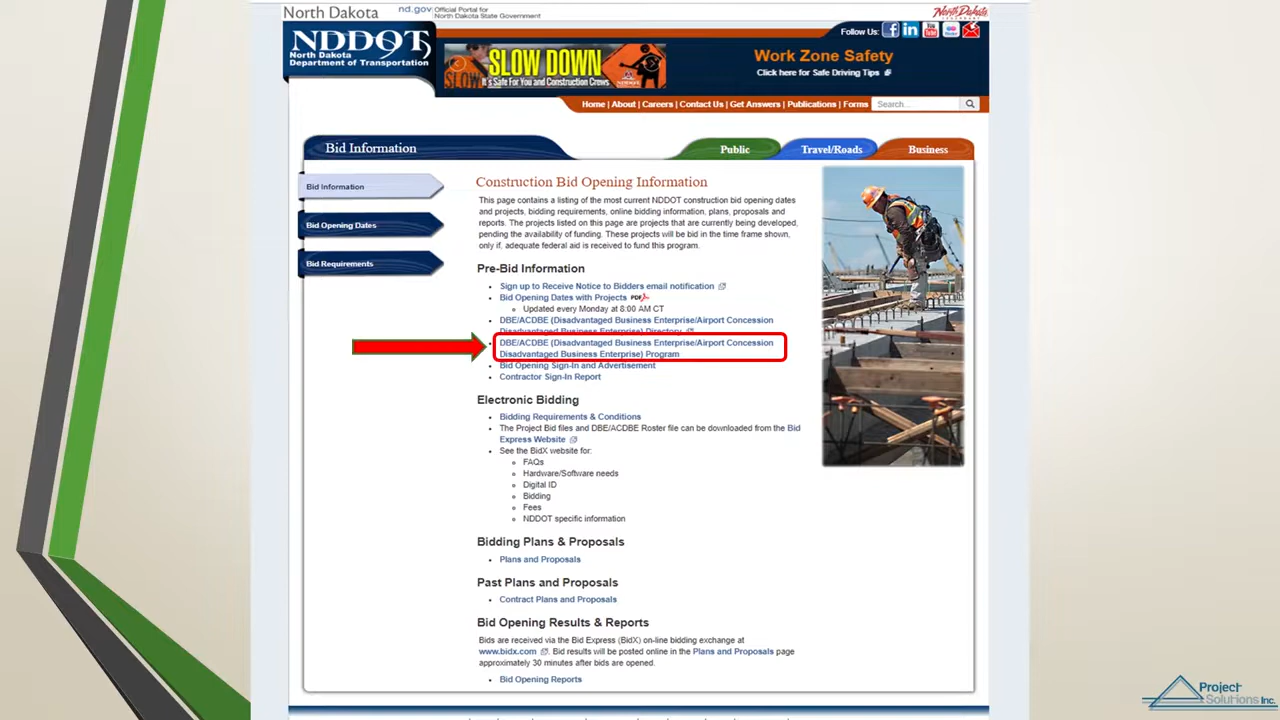 North Dakota
nd.gov Official Portal for
North Dakota State Government
North Dakota
NDDOT
North Dakota
Department of Transportation
Follow Us:
SLOW DOWN
It's Safe For You and Construction Crews
Work Zone Safety
Click here for Safe Driving Tips
Home | About | Careers | Contact Us | Get Answers | Publications | Forms
Search...
Bid Information
Public
Travel/Roads
Business
Bid Information
Bid Opening Dates
Bid Requirements
Construction Bid Opening Information
This page contains a listing of the most current NDDOT construction bid opening dates
and projects, bidding requirements, online bidding information, plans, proposals and
reports. The projects listed on this page are projects that are currently being developed,
pending the availability of funding. These projects will be bid in the time frame shown,
only if, adequate federal aid is received to fund this program.
Pre-Bid Information
Sign up to Receive Notice to Bidders email notification
Bid Opening Dates with Projects PDF
Updated every Monday at 8:00 AM CT
DBE/ACDBE (Disadvantaged Business Enterprise/Airport Concession
Disadvantaged Business Enterprise) Directory
DBE/ACDBE (Disadvantaged Business Enterprise/Airport Concession
Disadvantaged Business Enterprise) Program
Bid Opening Sign-In and Advertisement
Contractor Sign-In Report
Electronic Bidding
Bidding Requirements & Conditions
The Project Bid files and DBE/ACDBE Roster file can be downloaded from the Bid
Express Website
See the BidX website for:
FAQs
Hardware/Software needs
Digital ID
Bidding
Fees
NDDOT specific information
Bidding Plans & Proposals
Plans and Proposals
Past Plans and Proposals
Contract Plans and Proposals
Bid Opening Results & Reports
Bids are received via the Bid Express (BidX) on-line bidding exchange at
www.bidx.com. Bid results will be posted online in the Plans and Proposals page
approximately 30 minutes after bids are opened.
Bid Opening Reports
Project
Solutions Inc.